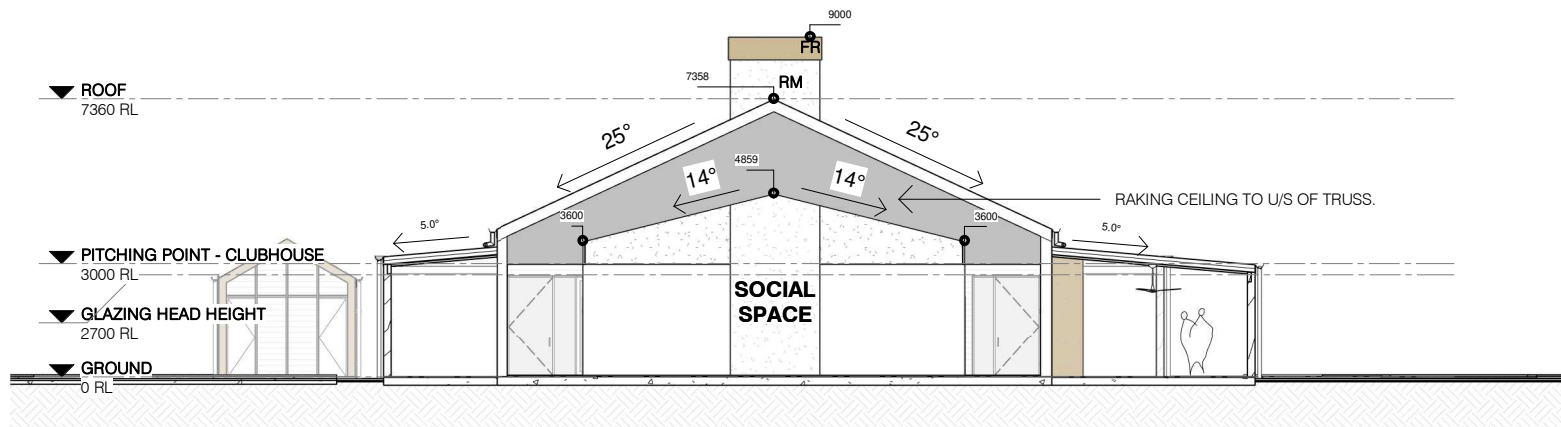 9000
FR
7358
RM
ROOF
7360 RL
25°
25°
4859
14°
14°
RAKING CEILING TO U/S OF TRUSS.
3600
3600
5.0°
5.0°
PITCHING POINT - CLUBHOUSE
3000 RL
SOCIAL
SPACE
GLAZING HEAD HEIGHT
2700 RL
GROUND
0 RL